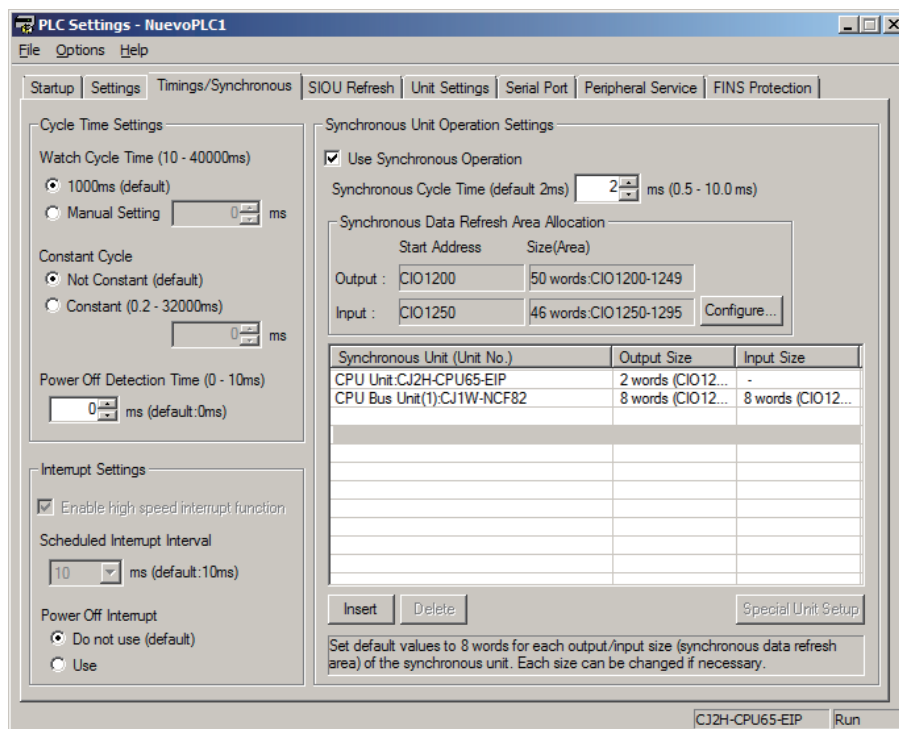 PLC Settings - NuevoPLC1
File Options Help
Startup Settings Timings/Synchronous SIOU Refresh Unit Settings Serial Port Peripheral Service FINS Protection
Cycle Time Settings
Watch Cycle Time (10 - 40000ms)
1000ms (default)
Manual Setting 0 ms
Constant Cycle
Not Constant (default)
Constant (0.2 - 32000ms)
0 ms
Power Off Detection Time (0 - 10ms)
0 ms (default:0ms)
Interrupt Settings
Enable high speed interrupt function
Scheduled Interrupt Interval
10 ms (default:10ms)
Power Off Interrupt
Do not use (default)
Use
Synchronous Unit Operation Settings
Use Synchronous Operation
Synchronous Cycle Time (default 2ms) 2 ms (0.5 - 10.0 ms)
Synchronous Data Refresh Area Allocation
Start Address Size(Area)
Output : CIO1200 50 words:CIO1200-1249
Input : CIO1250 46 words:CIO1250-1295 Configure...
Synchronous Unit (Unit No.) Output Size Input Size
CPU Unit:CJ2H-CPU65-EIP 2 words (CIO12... -
CPU Bus Unit(1):CJ1W-NCF82 8 words (CIO12... 8 words (CIO12...
Insert Delete Special Unit Setup
Set default values to 8 words for each output/input size (synchronous data refresh
area) of the synchronous unit. Each size can be changed if necessary.
CJ2H-CPU65-EIP Run